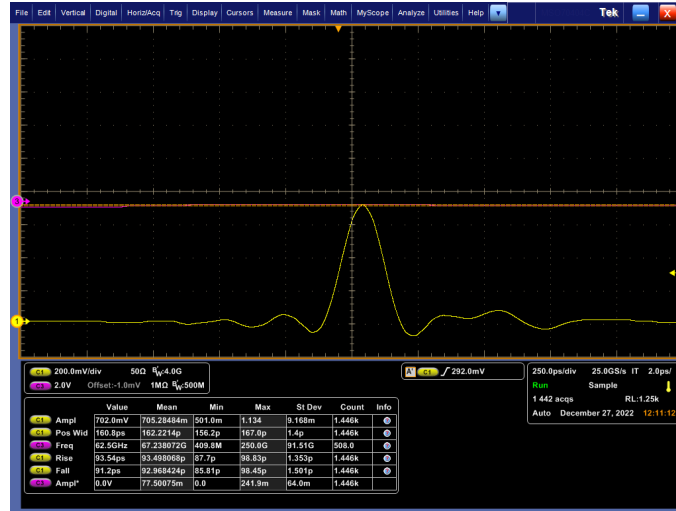 File Edit Vertical Digital Horiz/Acq Trig Display Cursors Measure Mask Math MyScope Analyze Utilities Help Tek X
3
1
C1 200.0mV/div 50Ω BW:4.0G
C3 2.0V Offset:-1.0mV 1MΩ BW:500M
A' C1 292.0mV
250.0ps/div 25.0GS/s IT 2.0ps/
Run Sample
1 442 acqs RL:1.25k
Auto December 27, 2022 12:11:12
Value Mean Min Max St Dev Count Info
C1 Ampl 702.0mV 705.28484m 501.0m 1.134 9.168m 1.446k
C1 Pos Wid 160.8ps 162.2214p 156.2p 167.0p 1.4p 1.446k
C3 Freq 62.5GHz 67.238072G 409.8M 250.0G 91.51G 508.0
C1 Rise 93.54ps 93.498068p 87.7p 98.83p 1.353p 1.446k
C1 Fall 91.2ps 92.968424p 85.81p 98.45p 1.501p 1.446k
C3 Ampl* 0.0V 77.50075m 0.0 241.9m 64.0m 1.446k